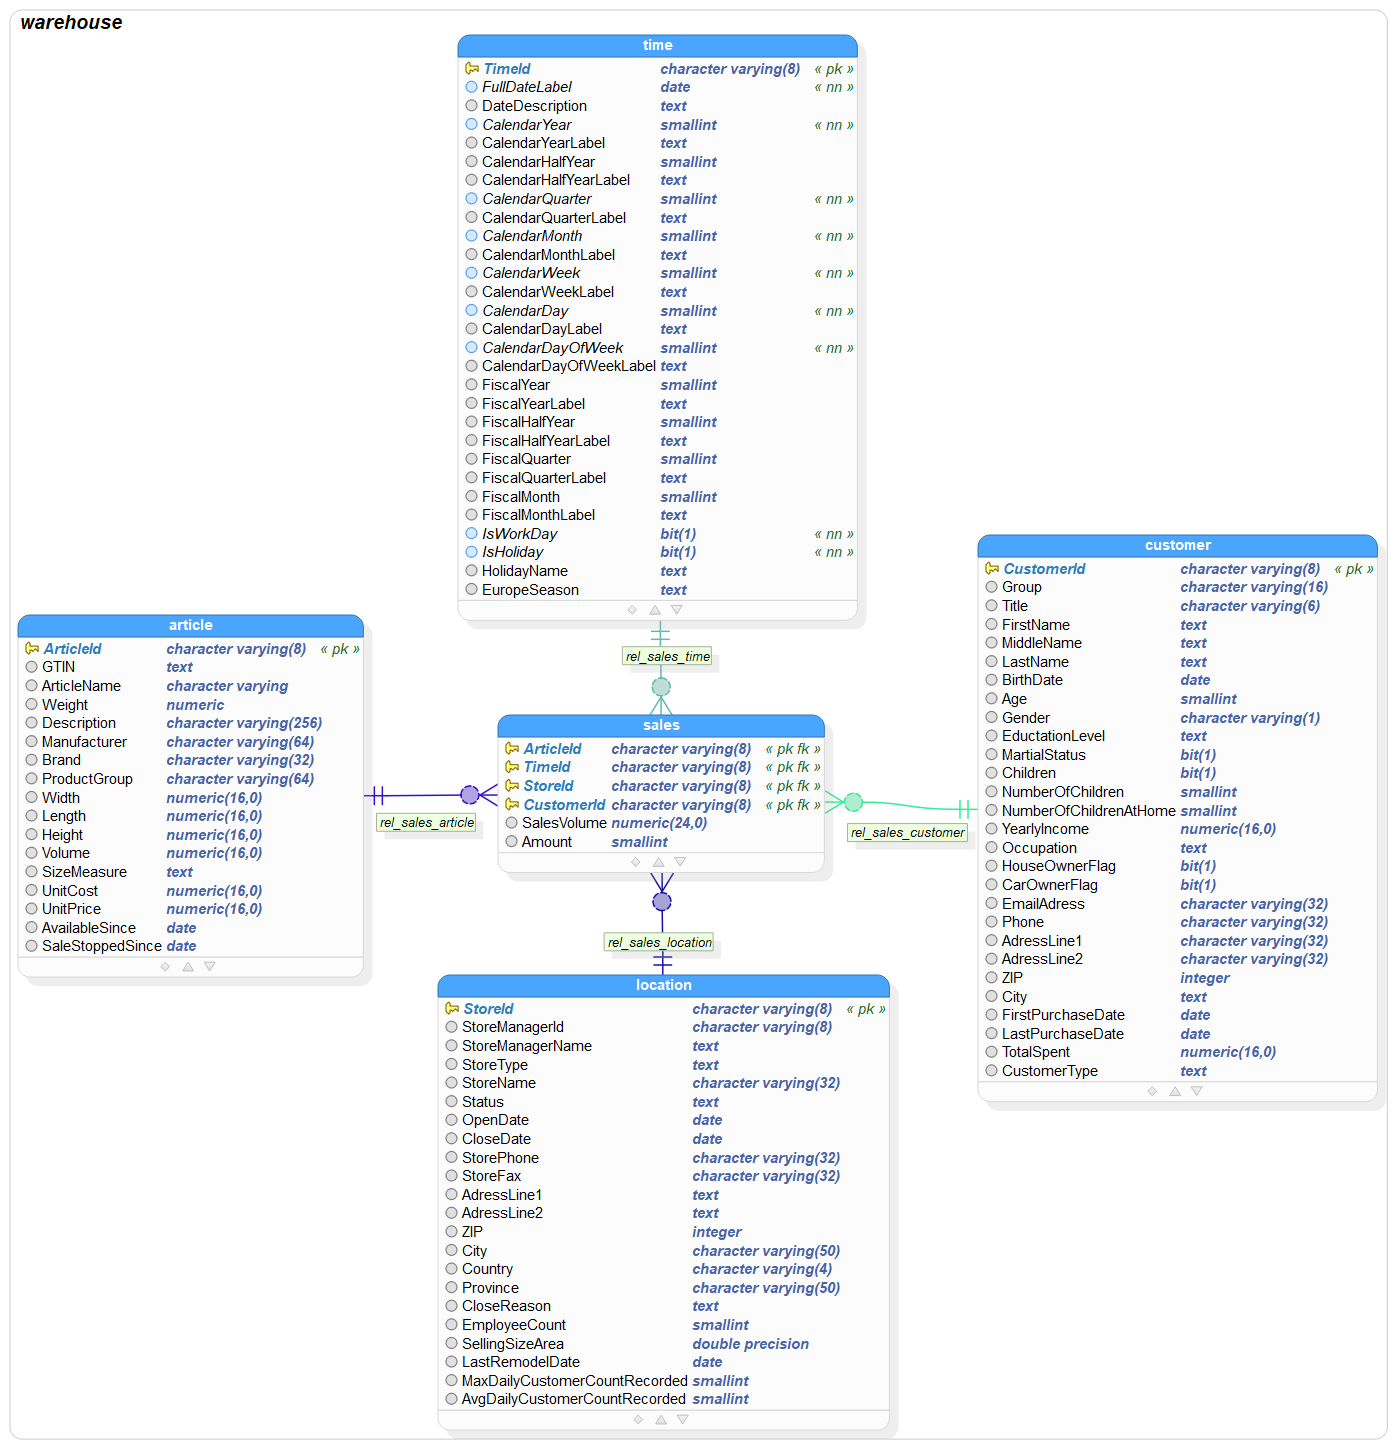 warehouse
time
TimeId character varying(8) « pk »
FullDateLabel date « nn »
DateDescription text
CalendarYear smallint « nn »
CalendarYearLabel text
CalendarHalfYear smallint
CalendarHalfYearLabel text
CalendarQuarter smallint « nn »
CalendarQuarterLabel text
CalendarMonth smallint « nn »
CalendarMonthLabel text
CalendarWeek smallint « nn »
CalendarWeekLabel text
CalendarDay smallint « nn »
CalendarDayLabel text
CalendarDayOfWeek smallint « nn »
CalendarDayOfWeekLabel text
FiscalYear smallint
FiscalYearLabel text
FiscalHalfYear smallint
FiscalHalfYearLabel text
FiscalQuarter smallint
FiscalQuarterLabel text
FiscalMonth smallint
FiscalMonthLabel text
IsWorkDay bit(1) « nn »
IsHoliday bit(1) « nn »
HolidayName text
EuropeSeason text
article
ArticleId character varying(8) « pk »
GTIN text
ArticleName character varying
Weight numeric
Description character varying(256)
Manufacturer character varying(64)
Brand character varying(32)
ProductGroup character varying(64)
Width numeric(16,0)
Length numeric(16,0)
Height numeric(16,0)
Volume numeric(16,0)
SizeMeasure text
UnitCost numeric(16,0)
UnitPrice numeric(16,0)
AvailableSince date
SaleStoppedSince date
rel_sales_time
rel_sales_article
sales
ArticleId character varying(8) « pk fk »
TimeId character varying(8) « pk fk »
StoreId character varying(8) « pk fk »
CustomerId character varying(8) « pk fk »
SalesVolume numeric(24,0)
Amount smallint
rel_sales_customer
rel_sales_location
customer
CustomerId character varying(8) « pk »
Group character varying(16)
Title character varying(6)
FirstName text
MiddleName text
LastName text
BirthDate date
Age smallint
Gender character varying(1)
EductationLevel text
MartialStatus bit(1)
Children bit(1)
NumberOfChildren smallint
NumberOfChildrenAtHome smallint
YearlyIncome numeric(16,0)
Occupation text
HouseOwnerFlag bit(1)
CarOwnerFlag bit(1)
EmailAdress character varying(32)
Phone character varying(32)
AdressLine1 character varying(32)
AdressLine2 character varying(32)
ZIP integer
City text
FirstPurchaseDate date
LastPurchaseDate date
TotalSpent numeric(16,0)
CustomerType text
location
StoreId character varying(8) « pk »
StoreManagerId character varying(8)
StoreManagerName text
StoreType text
StoreName character varying(32)
Status text
OpenDate date
CloseDate date
StorePhone character varying(32)
StoreFax character varying(32)
AdressLine1 text
AdressLine2 text
ZIP integer
City character varying(50)
Country character varying(4)
Province character varying(50)
CloseReason text
EmployeeCount smallint
SellingSizeArea double precision
LastRemodelDate date
MaxDailyCustomerCountRecorded smallint
AvgDailyCustomerCountRecorded smallint